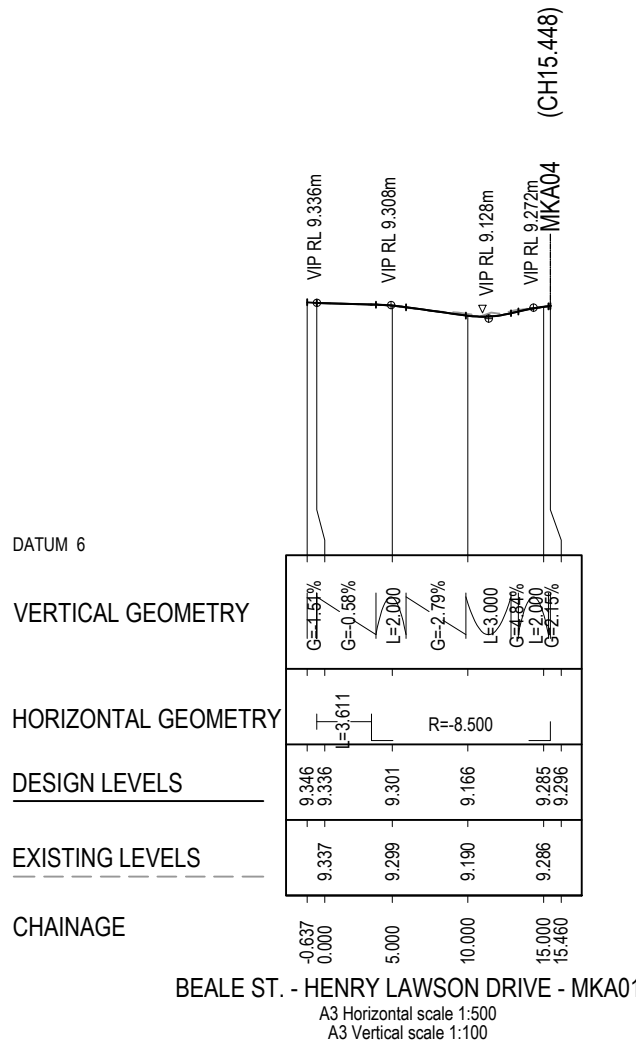 (CH15.448)
MKA04
VIP RL 9.336m
VIP RL 9.308m
VIP RL 9.128m
VIP RL 9.272m
DATUM 6
VERTICAL GEOMETRY
G=-1.51%
G=-0.58%
L=2.000
G=-2.79%
L=3.000
G=4.84%
L=2.000
G=2.15%
HORIZONTAL GEOMETRY
L=3.611
R=-8.500
DESIGN LEVELS
9.346
9.336
9.301
9.166
9.285
9.296
EXISTING LEVELS
9.337
9.299
9.190
9.286
CHAINAGE
-0.637
0.000
5.000
10.000
15.000
15.460
BEALE ST. - HENRY LAWSON DRIVE - MKA01
A3 Horizontal scale 1:500
A3 Vertical scale 1:100